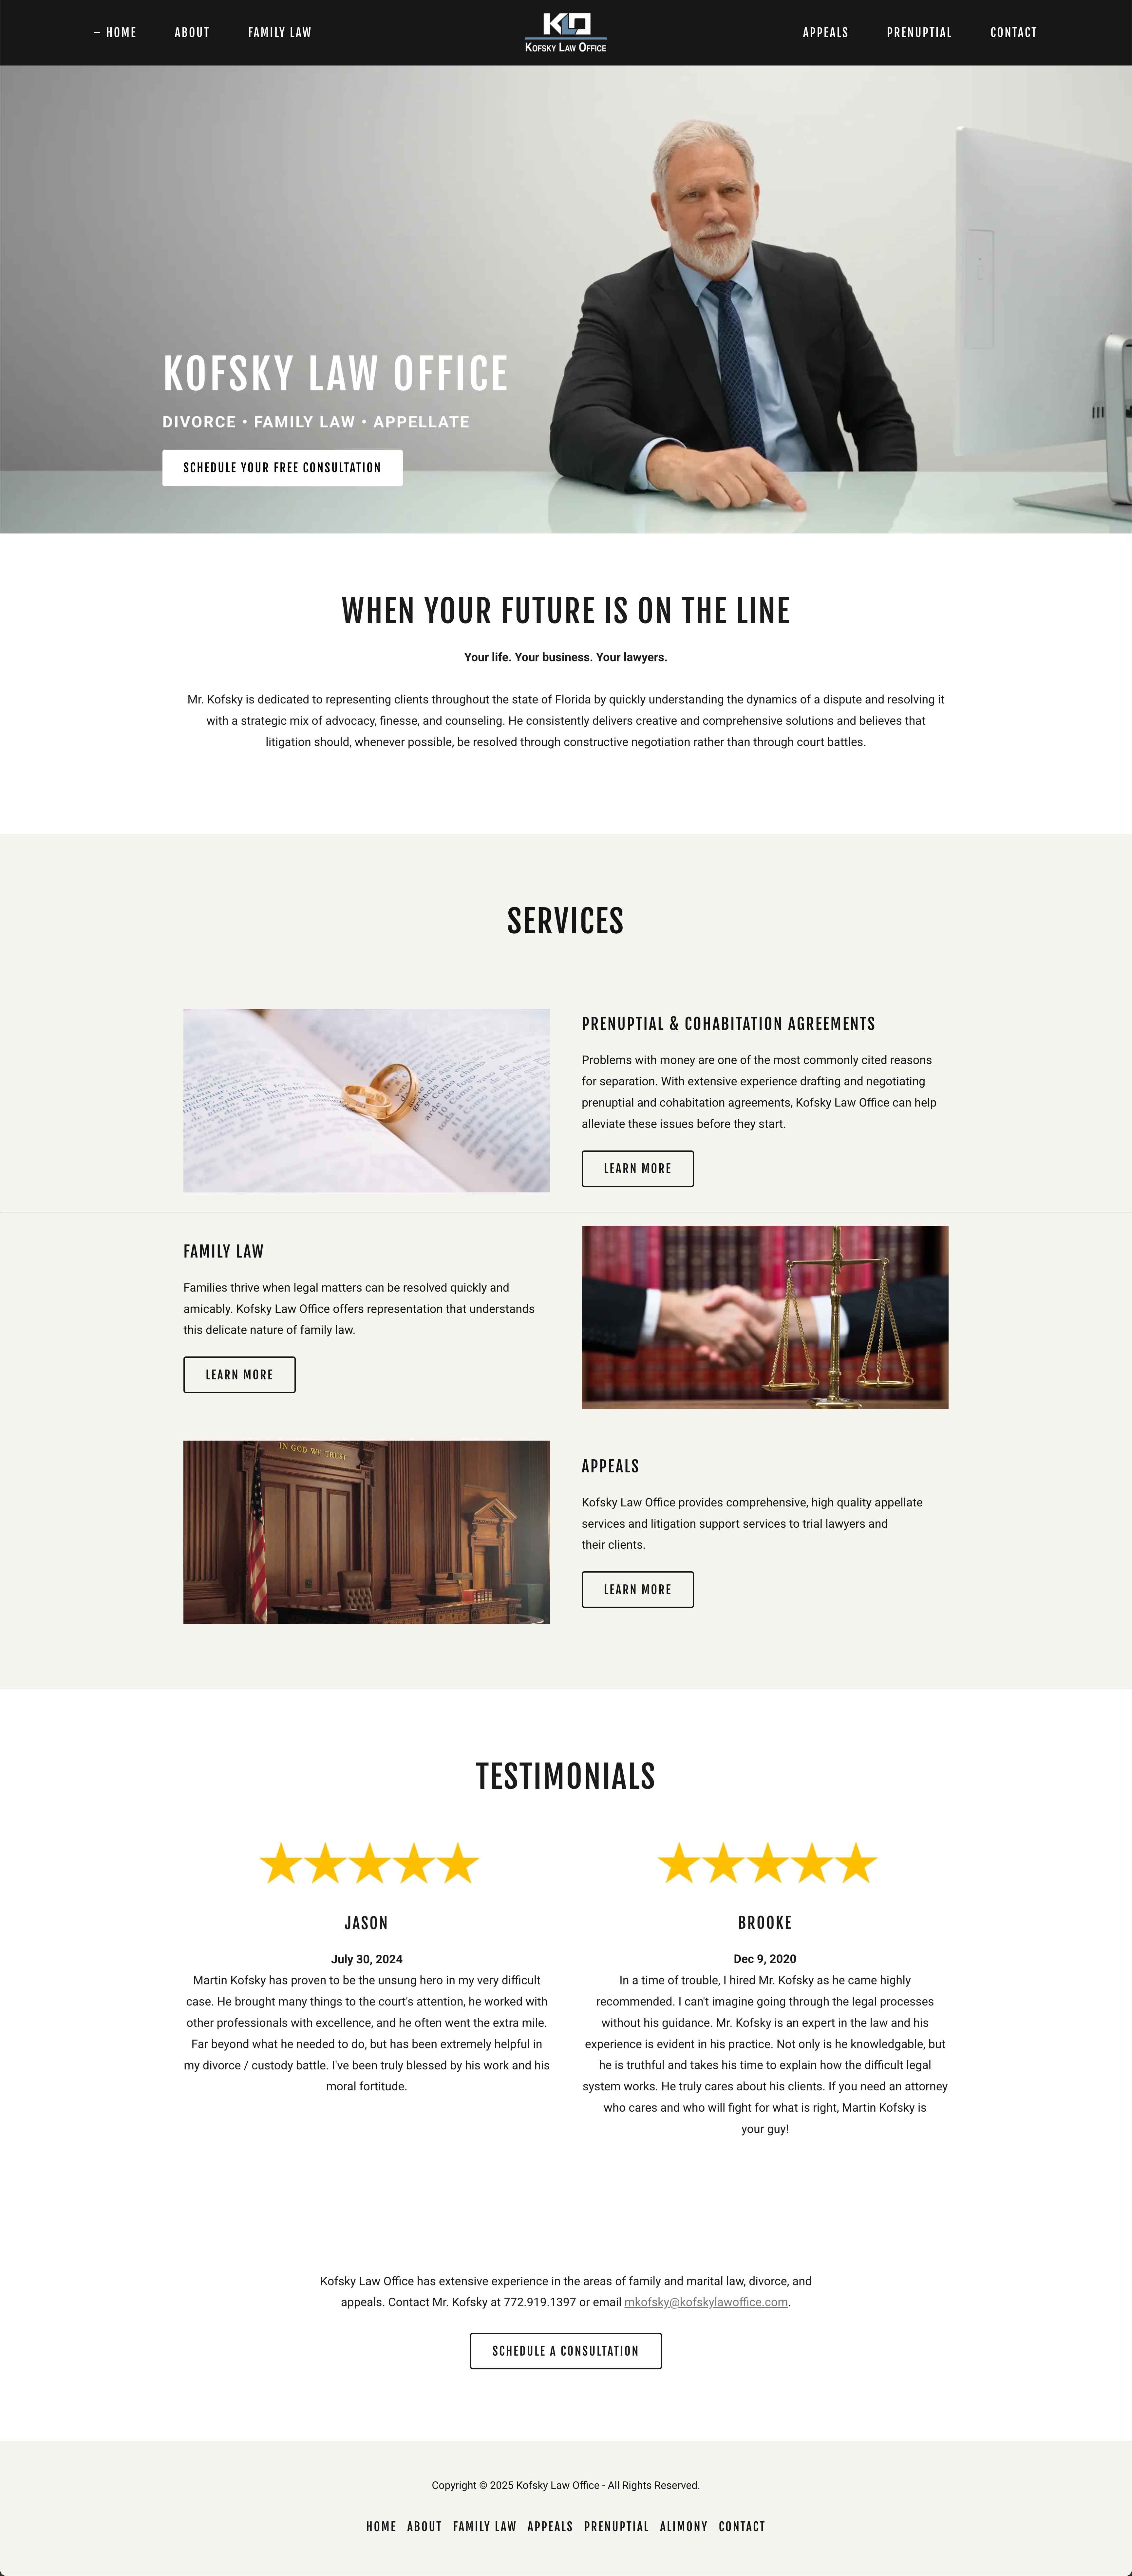 – HOME ABOUT FAMILY LAW
KLO
KOFSKY LAW OFFICE
APPEALS PRENUPTIAL CONTACT
KOFSKY LAW OFFICE
DIVORCE • FAMILY LAW • APPELLATE
SCHEDULE YOUR FREE CONSULTATION
WHEN YOUR FUTURE IS ON THE LINE
Your life. Your business. Your lawyers.
Mr. Kofsky is dedicated to representing clients throughout the state of Florida by quickly understanding the dynamics of a dispute and resolving it
with a strategic mix of advocacy, finesse, and counseling. He consistently delivers creative and comprehensive solutions and believes that
litigation should, whenever possible, be resolved through constructive negotiation rather than through court battles.
SERVICES
PRENUPTIAL & COHABITATION AGREEMENTS
Problems with money are one of the most commonly cited reasons
for separation. With extensive experience drafting and negotiating
prenuptial and cohabitation agreements, Kofsky Law Office can help
alleviate these issues before they start.
LEARN MORE
FAMILY LAW
Families thrive when legal matters can be resolved quickly and
amicably. Kofsky Law Office offers representation that understands
this delicate nature of family law.
LEARN MORE
IN GOD WE TRUST
APPEALS
Kofsky Law Office provides comprehensive, high quality appellate
services and litigation support services to trial lawyers and
their clients.
LEARN MORE
TESTIMONIALS
JASON
July 30, 2024
Martin Kofsky has proven to be the unsung hero in my very difficult
case. He brought many things to the court's attention, he worked with
other professionals with excellence, and he often went the extra mile.
Far beyond what he needed to do, but has been extremely helpful in
my divorce / custody battle. I've been truly blessed by his work and his
moral fortitude.
BROOKE
Dec 9, 2020
In a time of trouble, I hired Mr. Kofsky as he came highly
recommended. I can't imagine going through the legal processes
without his guidance. Mr. Kofsky is an expert in the law and his
experience is evident in his practice. Not only is he knowledgable, but
he is truthful and takes his time to explain how the difficult legal
system works. He truly cares about his clients. If you need an attorney
who cares and who will fight for what is right, Martin Kofsky is
your guy!
Kofsky Law Office has extensive experience in the areas of family and marital law, divorce, and
appeals. Contact Mr. Kofsky at 772.919.1397 or email mkofsky@kofskylawoffice.com.
SCHEDULE A CONSULTATION
Copyright © 2025 Kofsky Law Office - All Rights Reserved.
HOME ABOUT FAMILY LAW APPEALS PRENUPTIAL ALIMONY CONTACT